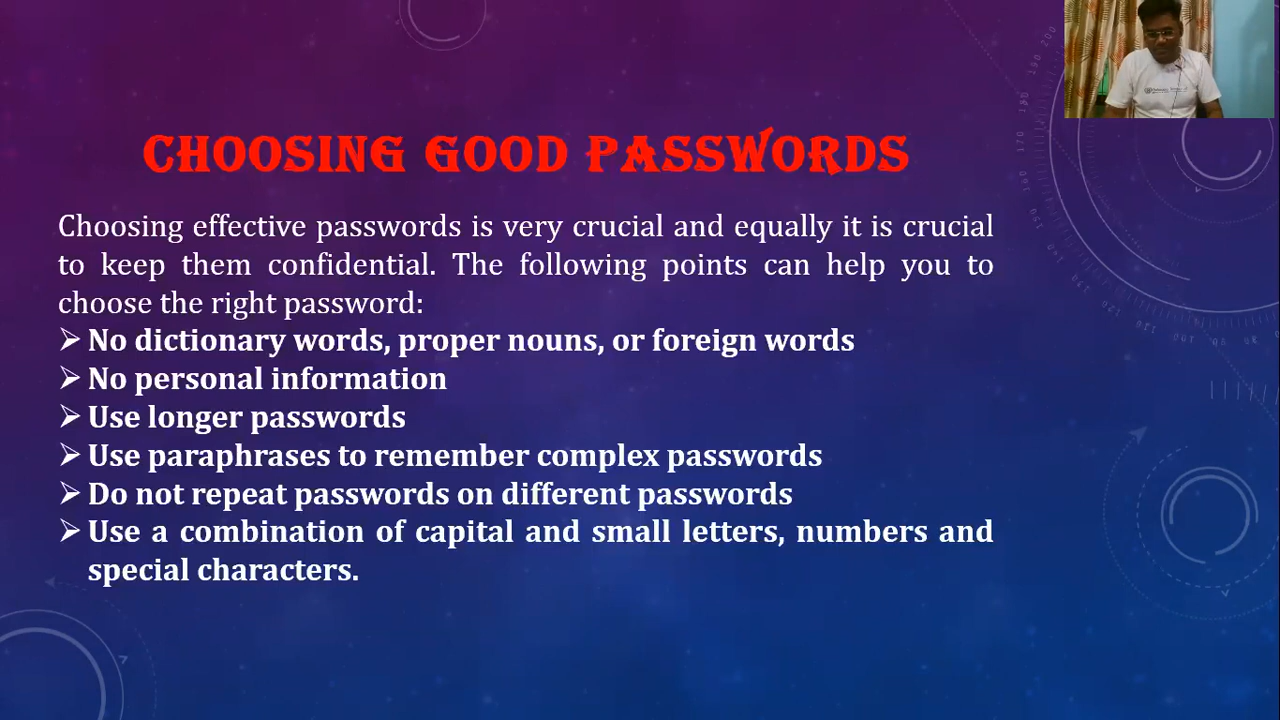 CHOOSING GOOD PASSWORDS
Choosing effective passwords is very crucial and equally it is crucial
to keep them confidential. The following points can help you to
choose the right password:
➢ No dictionary words, proper nouns, or foreign words
➢ No personal information
➢ Use longer passwords
➢ Use paraphrases to remember complex passwords
➢ Do not repeat passwords on different passwords
➢ Use a combination of capital and small letters, numbers and
special characters.